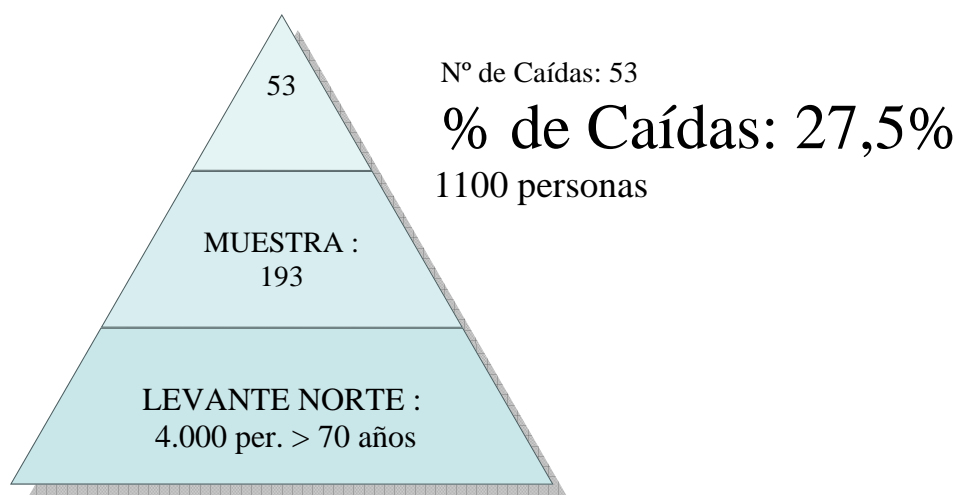 53
Nº de Caídas: 53
% de Caídas: 27,5%
1100 personas
MUESTRA :
193
LEVANTE NORTE :
4.000 per. > 70 años